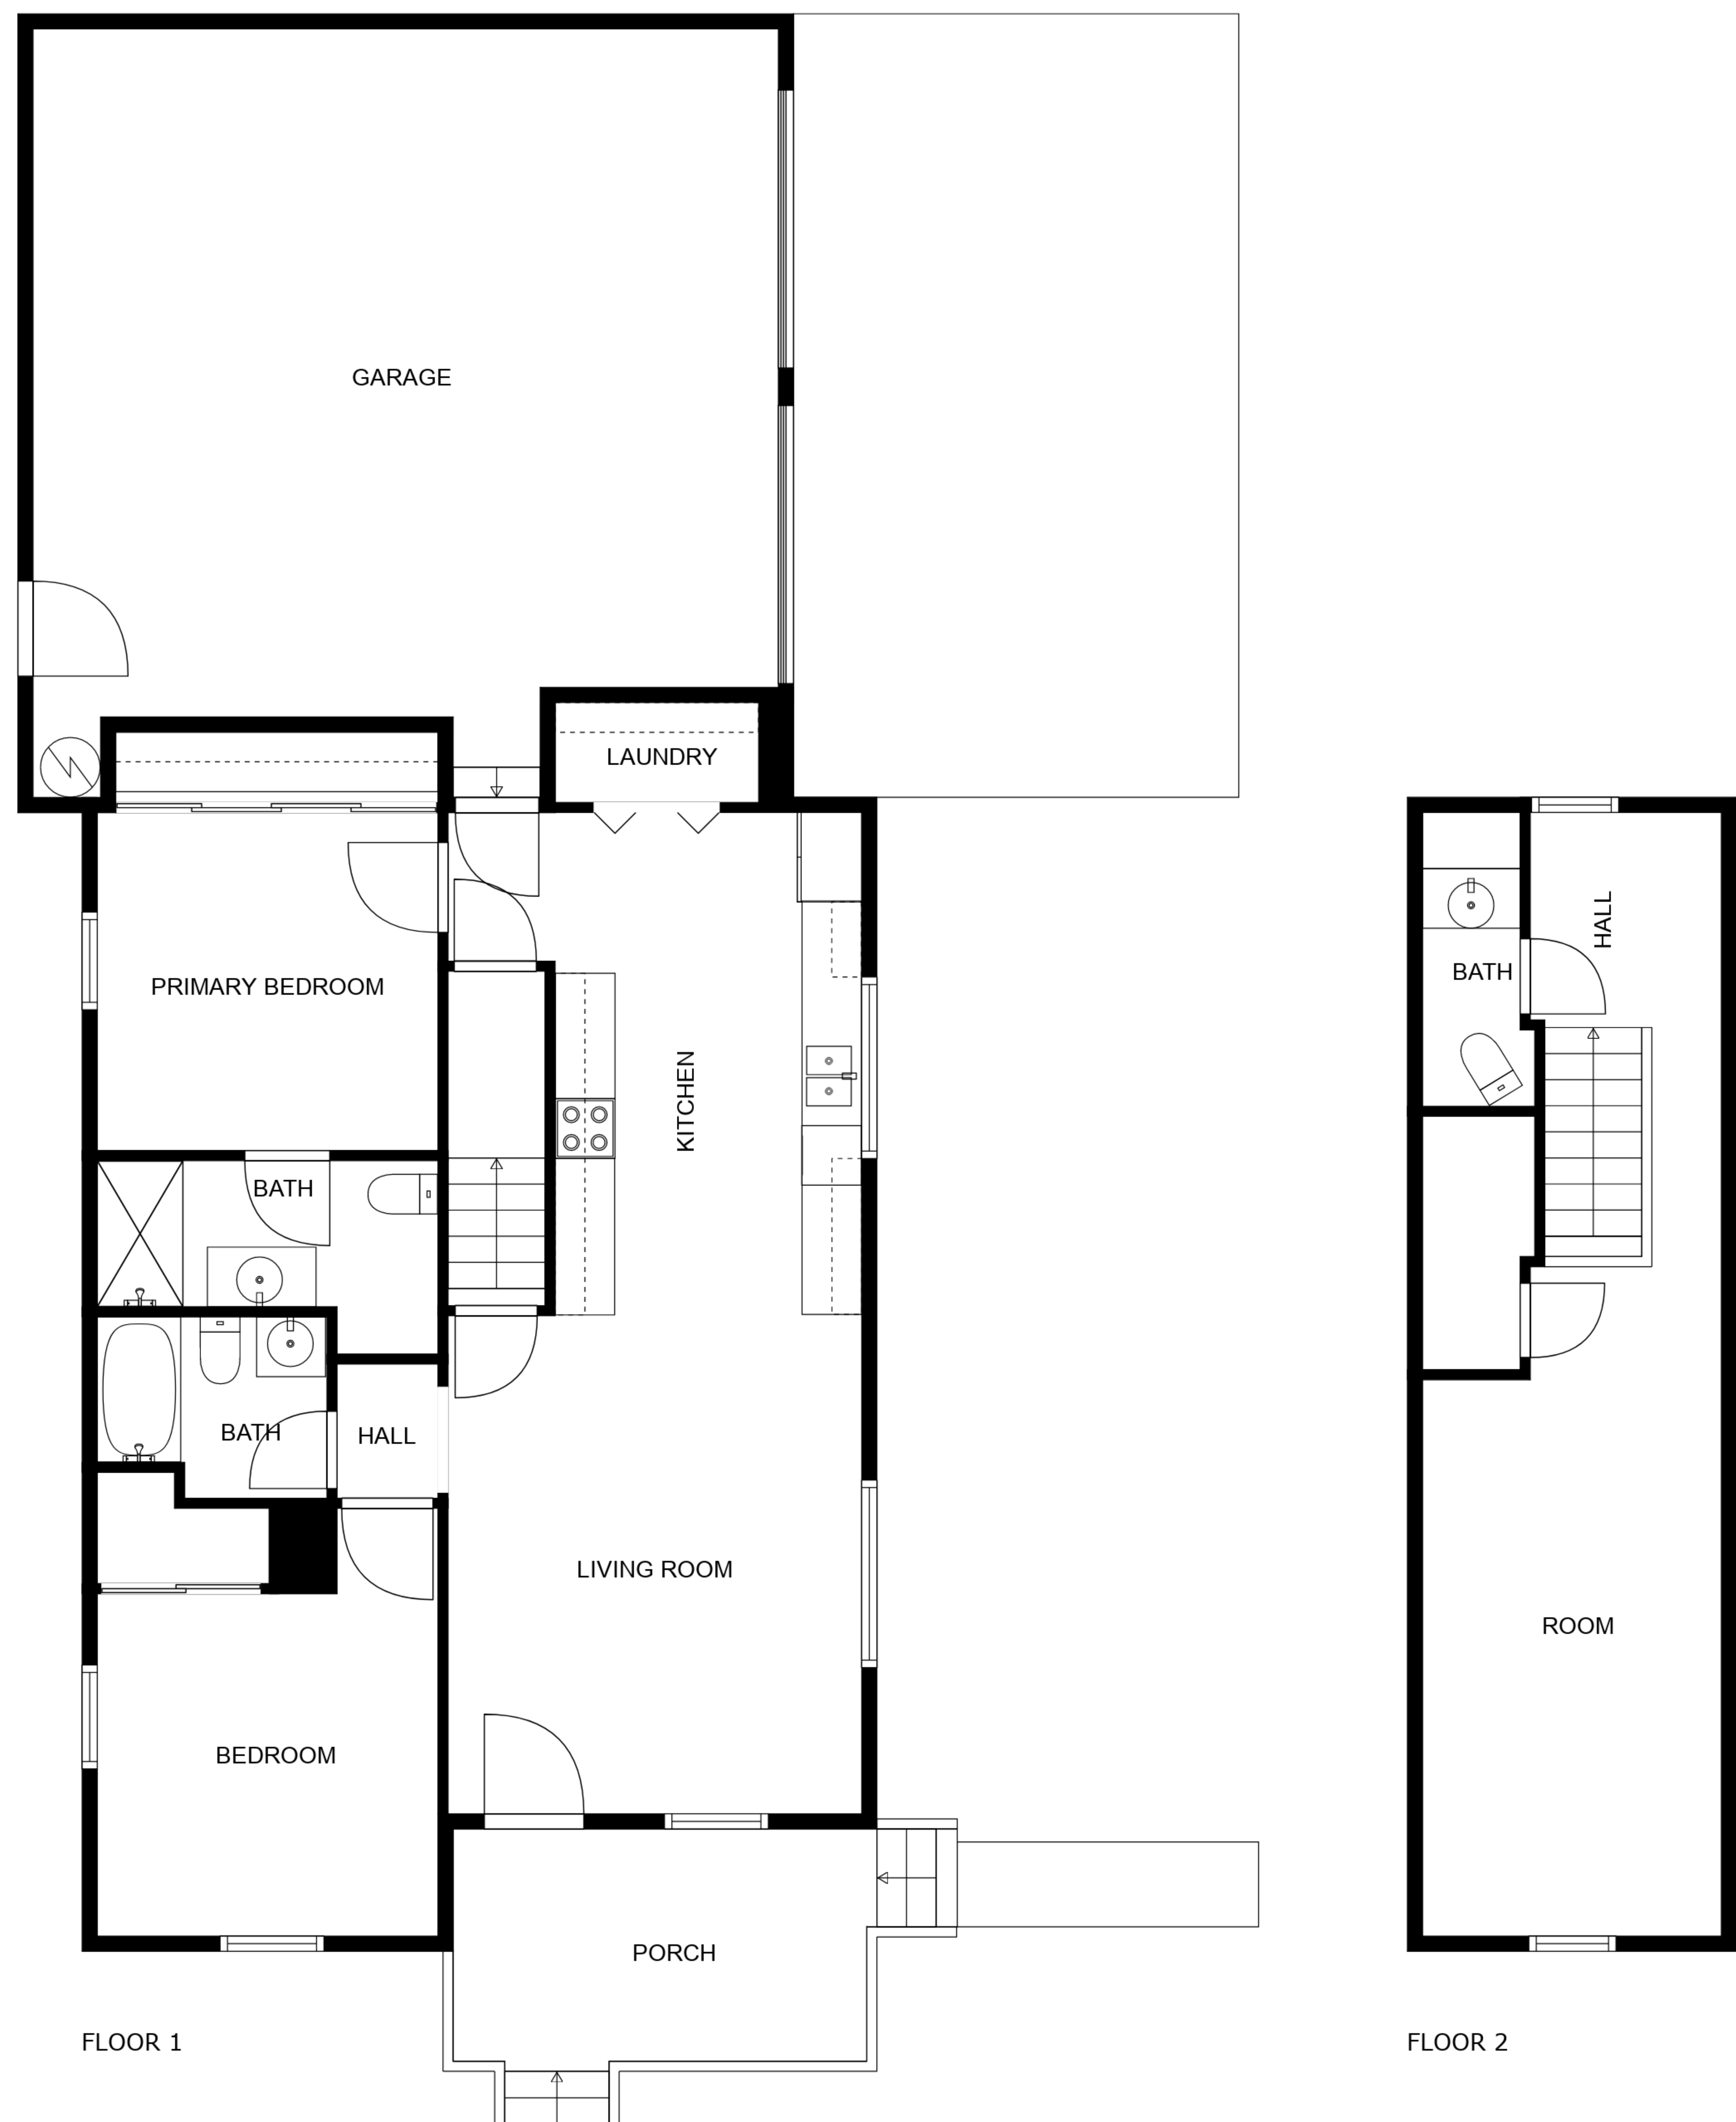 GARAGE
LAUNDRY
HALL
BATH
PRIMARY BEDROOM
KITCHEN
BATH
BATH
HALL
LIVING ROOM
ROOM
BEDROOM
PORCH
FLOOR 1
FLOOR 2